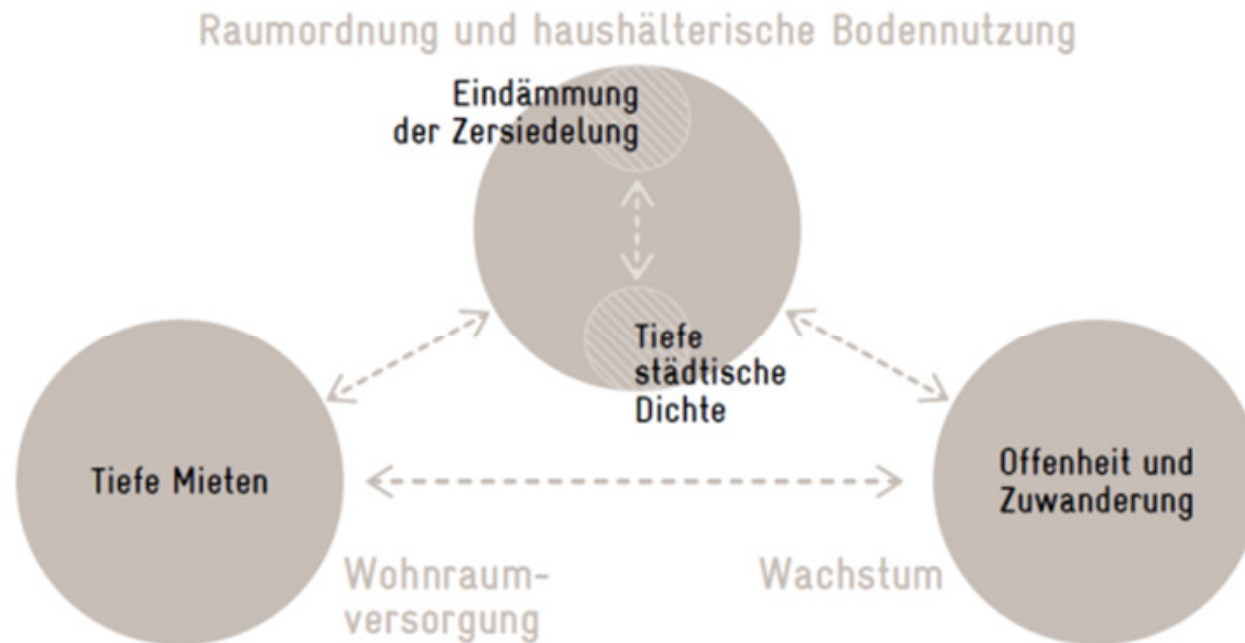 Raumordnung und haushälterische Bodennutzung
Eindämmung
der Zersiedelung
Tiefe
städtische
Dichte
Tiefe Mieten
Offenheit und
Zuwanderung
Wohnraum-
versorgung
Wachstum